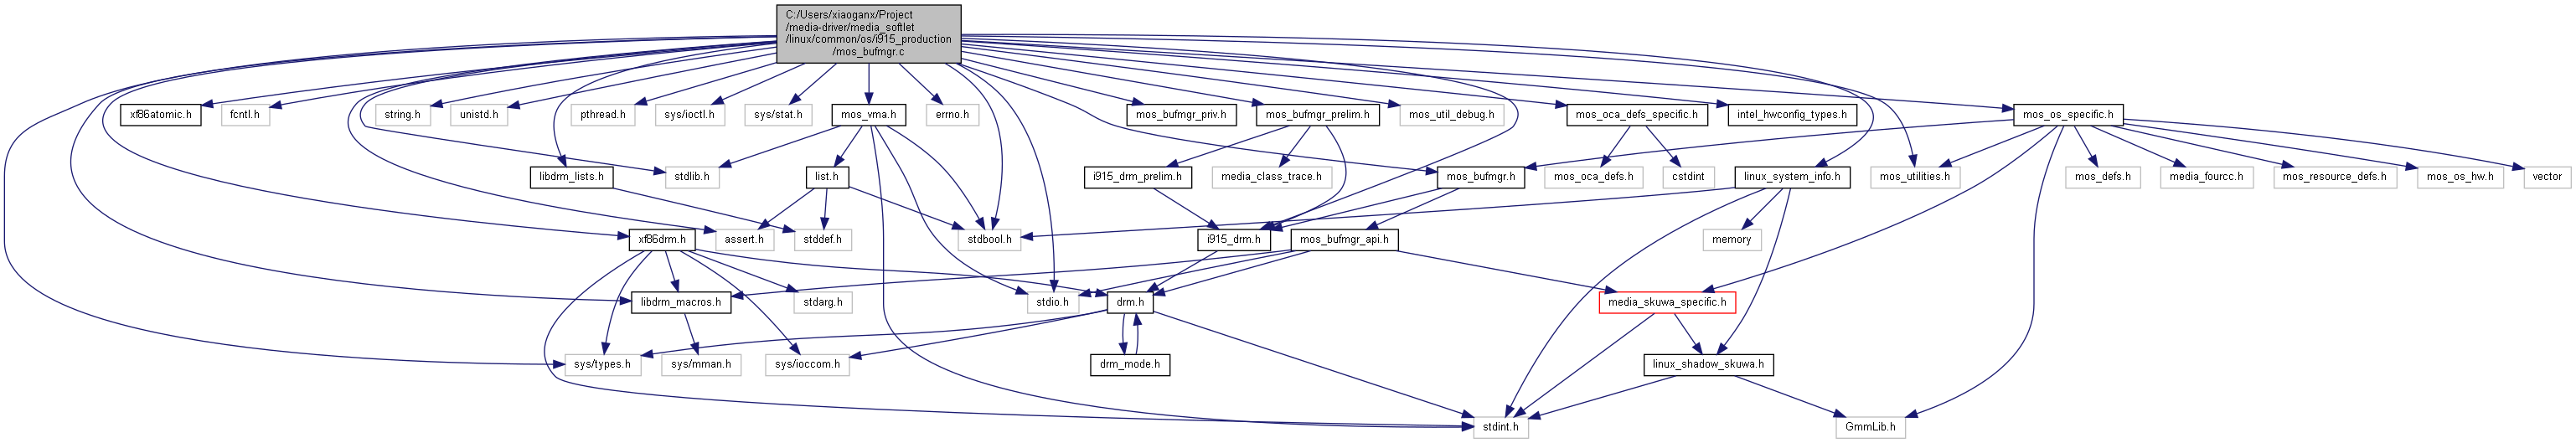 C:/Users/xiaoganx/Project
/media-driver/media_softlet
/linux/common/os/i915_production
/mos_bufmgr.c
xf86atomic.h
fcntl.h
string.h
unistd.h
pthread.h
sys/ioctl.h
sys/stat.h
mos_vma.h
errno.h
mos_bufmgr_priv.h
mos_bufmgr_prelim.h
mos_util_debug.h
mos_oca_defs_specific.h
intel_hwconfig_types.h
mos_os_specific.h
libdrm_lists.h
stdlib.h
list.h
i915_drm_prelim.h
media_class_trace.h
mos_bufmgr.h
mos_oca_defs.h
cstdint
linux_system_info.h
mos_utilities.h
mos_defs.h
media_fourcc.h
mos_resource_defs.h
mos_os_hw.h
vector
xf86drm.h
assert.h
stddef.h
stdbool.h
i915_drm.h
mos_bufmgr_api.h
memory
libdrm_macros.h
stdarg.h
stdio.h
drm.h
media_skuwa_specific.h
sys/types.h
sys/mman.h
sys/ioccom.h
drm_mode.h
linux_shadow_skuwa.h
stdint.h
GmmLib.h